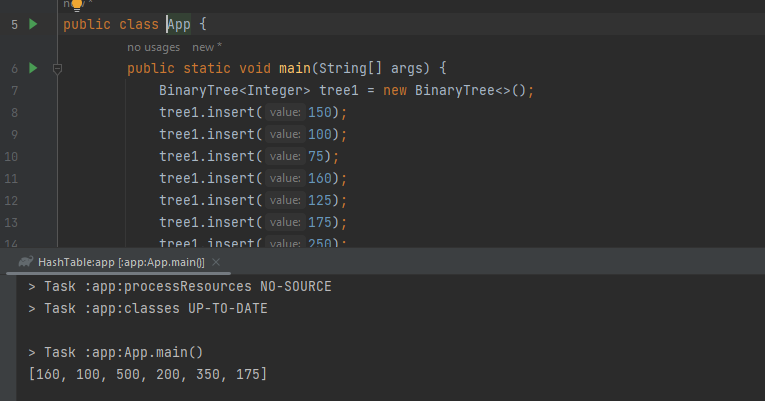 new *
5 public class App {
no usages new *
6 public static void main(String[] args) {
7 BinaryTree<Integer> tree1 = new BinaryTree<>();
8 tree1.insert( value: 150);
9 tree1.insert( value: 100);
10 tree1.insert( value: 75);
11 tree1.insert( value: 160);
12 tree1.insert( value: 125);
13 tree1.insert( value: 175);
14 tree1.insert( value: 250);
HashTable:app [:app:App.main()] ×
> Task :app:processResources NO-SOURCE
> Task :app:classes UP-TO-DATE
> Task :app:App.main()
[160, 100, 500, 200, 350, 175]